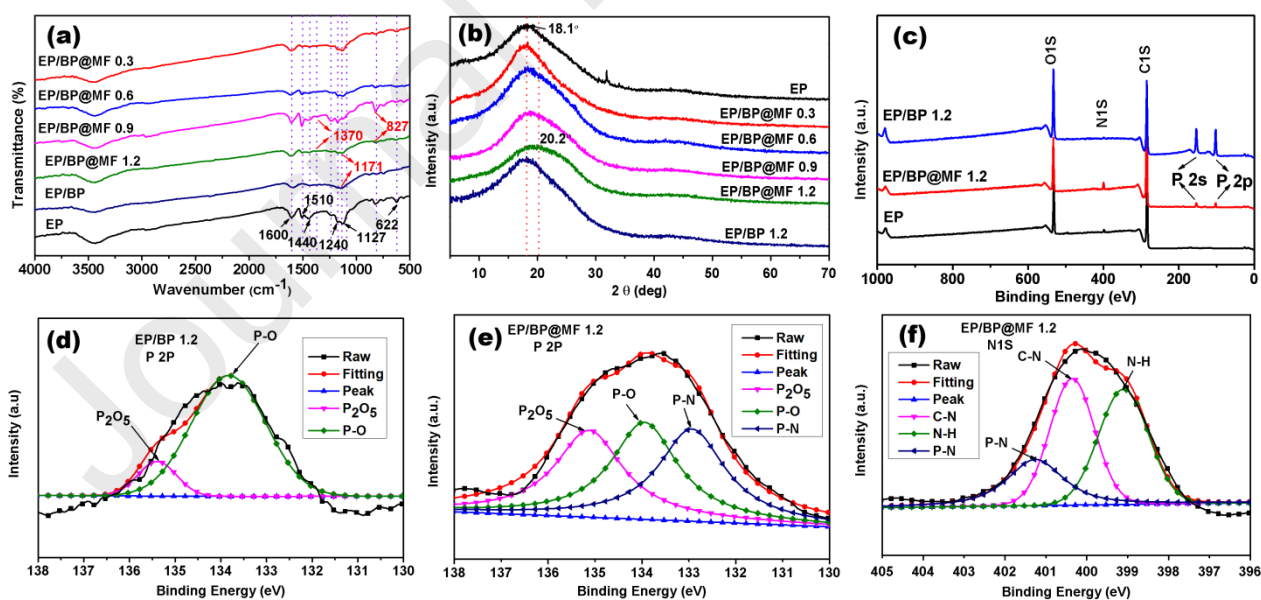 (a)
Transmittance (%)
EP/BP@MF 0.3
EP/BP@MF 0.6
EP/BP@MF 0.9
EP/BP@MF 1.2
EP/BP
EP
1370
827
1171
1510
1600
1440
1240
1127
622
4000 3500 3000 2500 2000 1500 1000 500
Wavenumber (cm-1)
(b)
Intensity (a.u.)
18.1°
EP
EP/BP@MF 0.3
EP/BP@MF 0.6
20.2°
EP/BP@MF 0.9
EP/BP@MF 1.2
EP/BP 1.2
10 20 30 40 50 60 70
2 θ (deg)
(c)
Intensity (a.u.)
O1S
C1S
N1S
EP/BP 1.2
P 2s P 2p
EP/BP@MF 1.2
EP
1000 800 600 400 200 0
Binding Energy (eV)
(d)
Intensity (a.u)
EP/BP 1.2
P 2P
P-O
P2O5
Raw
Fitting
Peak
P2O5
P-O
138 137 136 135 134 133 132 131 130
Binding Energy (eV)
(e)
Intensity (a.u)
EP/BP@MF 1.2
P 2P
P2O5
P-O
P-N
Raw
Fitting
Peak
P2O5
P-O
P-N
138 137 136 135 134 133 132 131 130
Binding Energy (eV)
(f)
Intensity (a.u)
EP/BP@MF 1.2
N1S
C-N
N-H
P-N
Raw
Fitting
Peak
C-N
N-H
P-N
405 404 403 402 401 400 399 398 397 396
Binding Energy (eV)
Journal